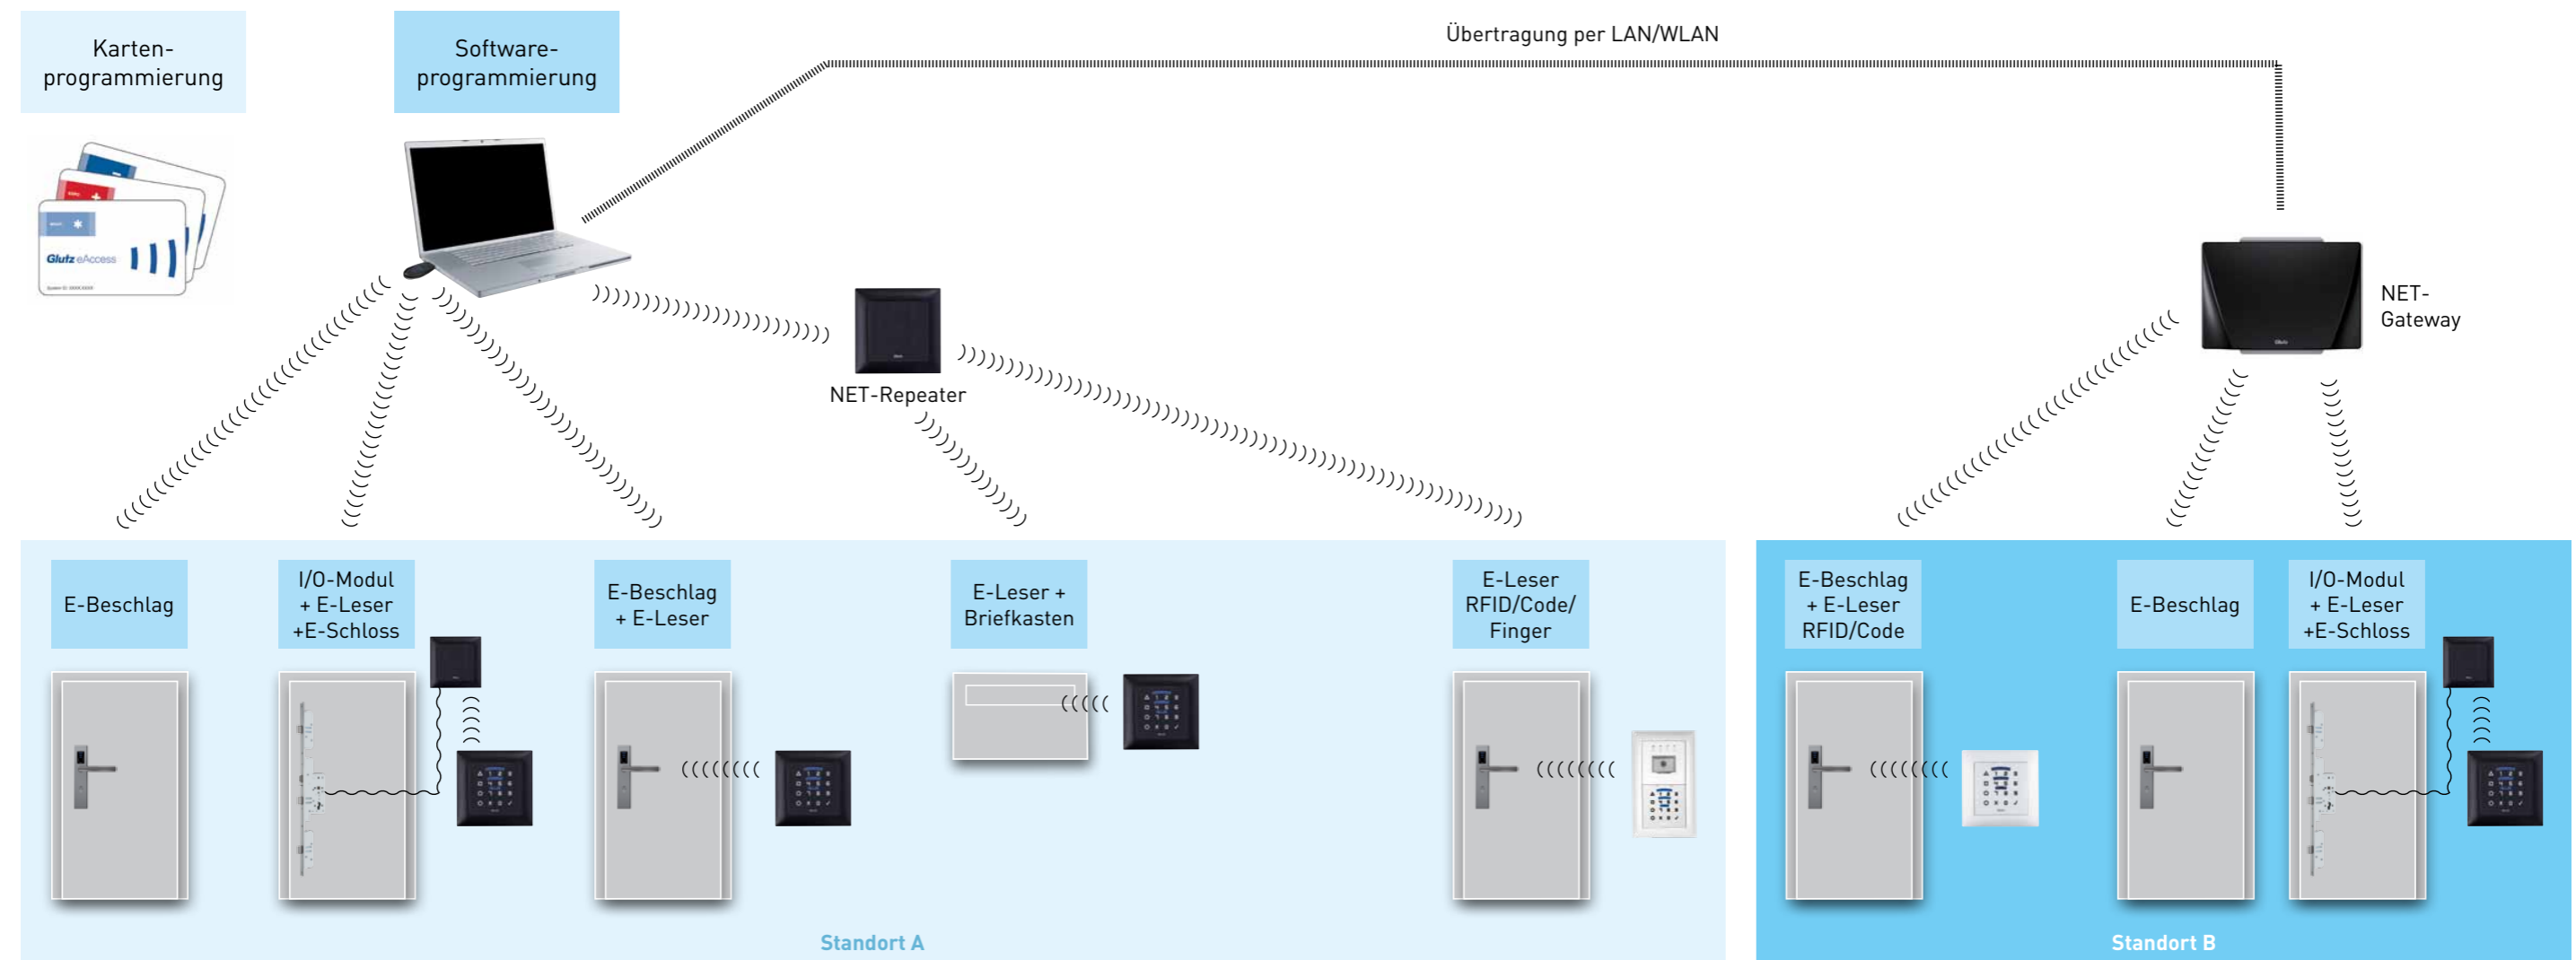 Karten-
programmierung
Software-
programmierung
Übertragung per LAN/WLAN
Glutz eAccess
NET-Repeater
NET-
Gateway
E-Beschlag
I/O-Modul
+ E-Leser
+E-Schloss
E-Beschlag
+ E-Leser
E-Leser +
Briefkasten
E-Leser
RFID/Code/
Finger
E-Beschlag
+ E-Leser
RFID/Code
E-Beschlag
I/O-Modul
+ E-Leser
+E-Schloss
Standort A
Standort B